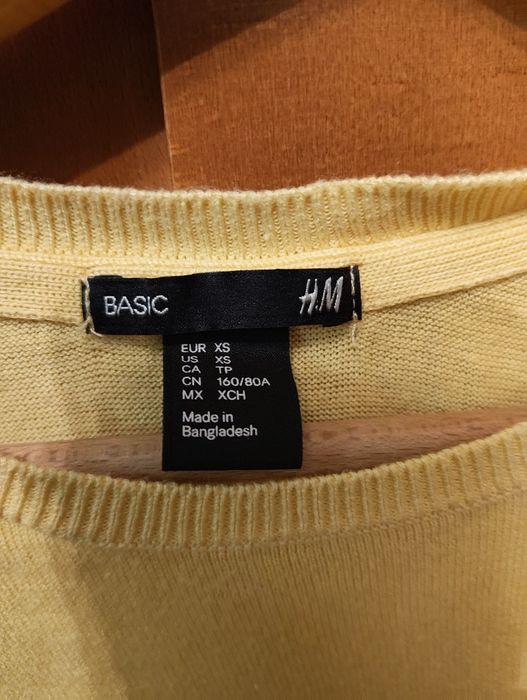 BASIC H&M
EUR XS
US XS
CA TP
CN 160/80A
MX XCH
Made in
Bangladesh